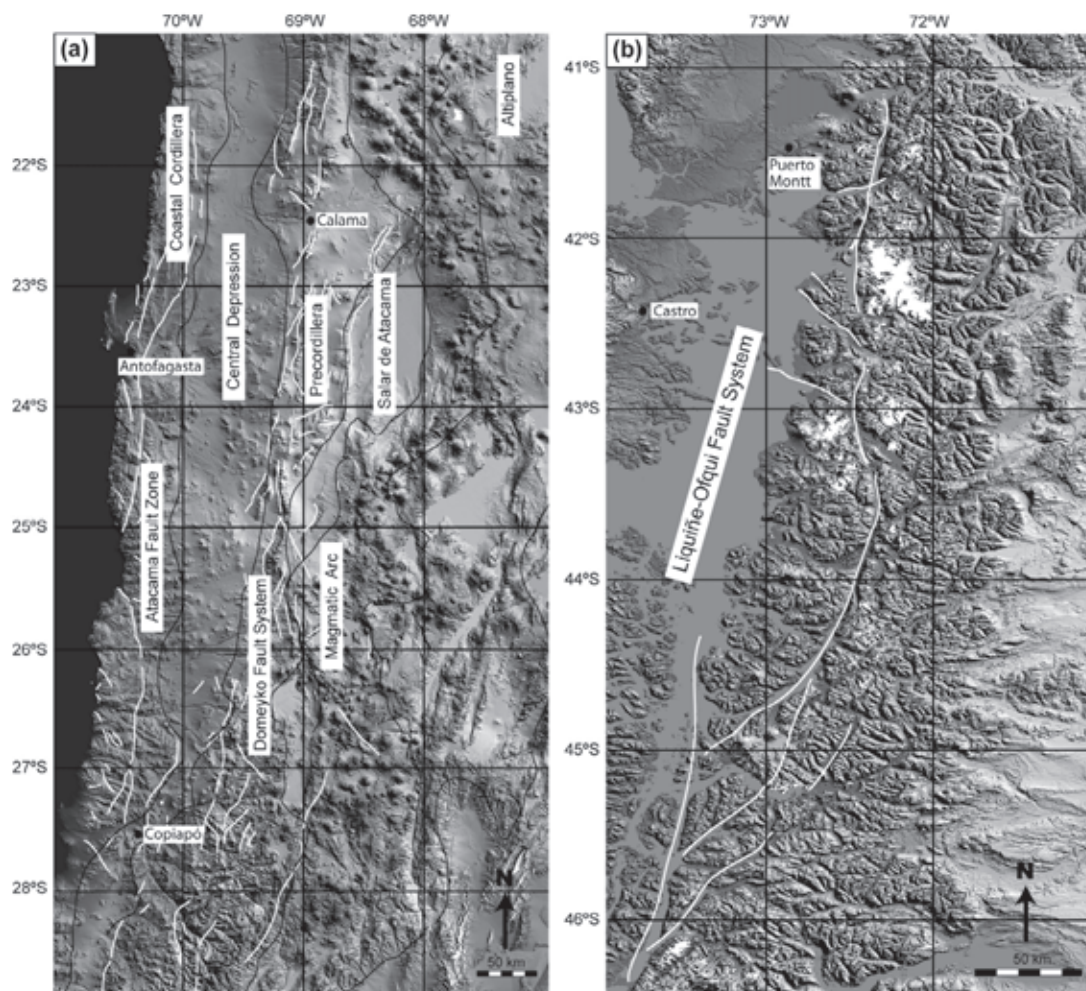 70ºW
69ºW
68ºW
(a)
22ºS
23ºS
24ºS
25ºS
26ºS
27ºS
28ºS
Coastal Cordillera
Altiplano
Calama
Central Depression
Precordillera
Salar de Atacama
Antofagasta
Atacama Fault Zone
Domeyko Fault System
Magmatic Arc
Copiapó
N
50 km
73ºW
72ºW
(b)
41ºS
42ºS
43ºS
44ºS
45ºS
46ºS
Puerto
Montt
Castro
Liquiñe-Ofqui Fault System
N
50 km